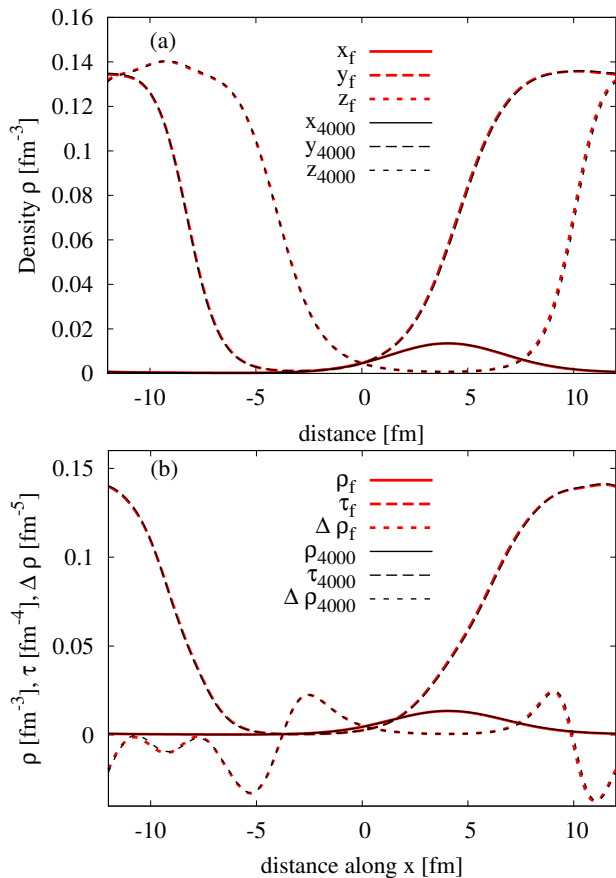 (a)
x_f
y_f
z_f
x_4000
y_4000
z_4000
Density ρ [fm^-3]
0.16
0.14
0.12
0.1
0.08
0.06
0.04
0.02
0
-10 -5 0 5 10
distance [fm]
(b)
ρ_f
τ_f
Δ ρ_f
ρ_4000
τ_4000
Δ ρ_4000
ρ [fm^-3], τ [fm^-4], Δ ρ [fm^-5]
0.15
0.1
0.05
0
-10 -5 0 5 10
distance along x [fm]